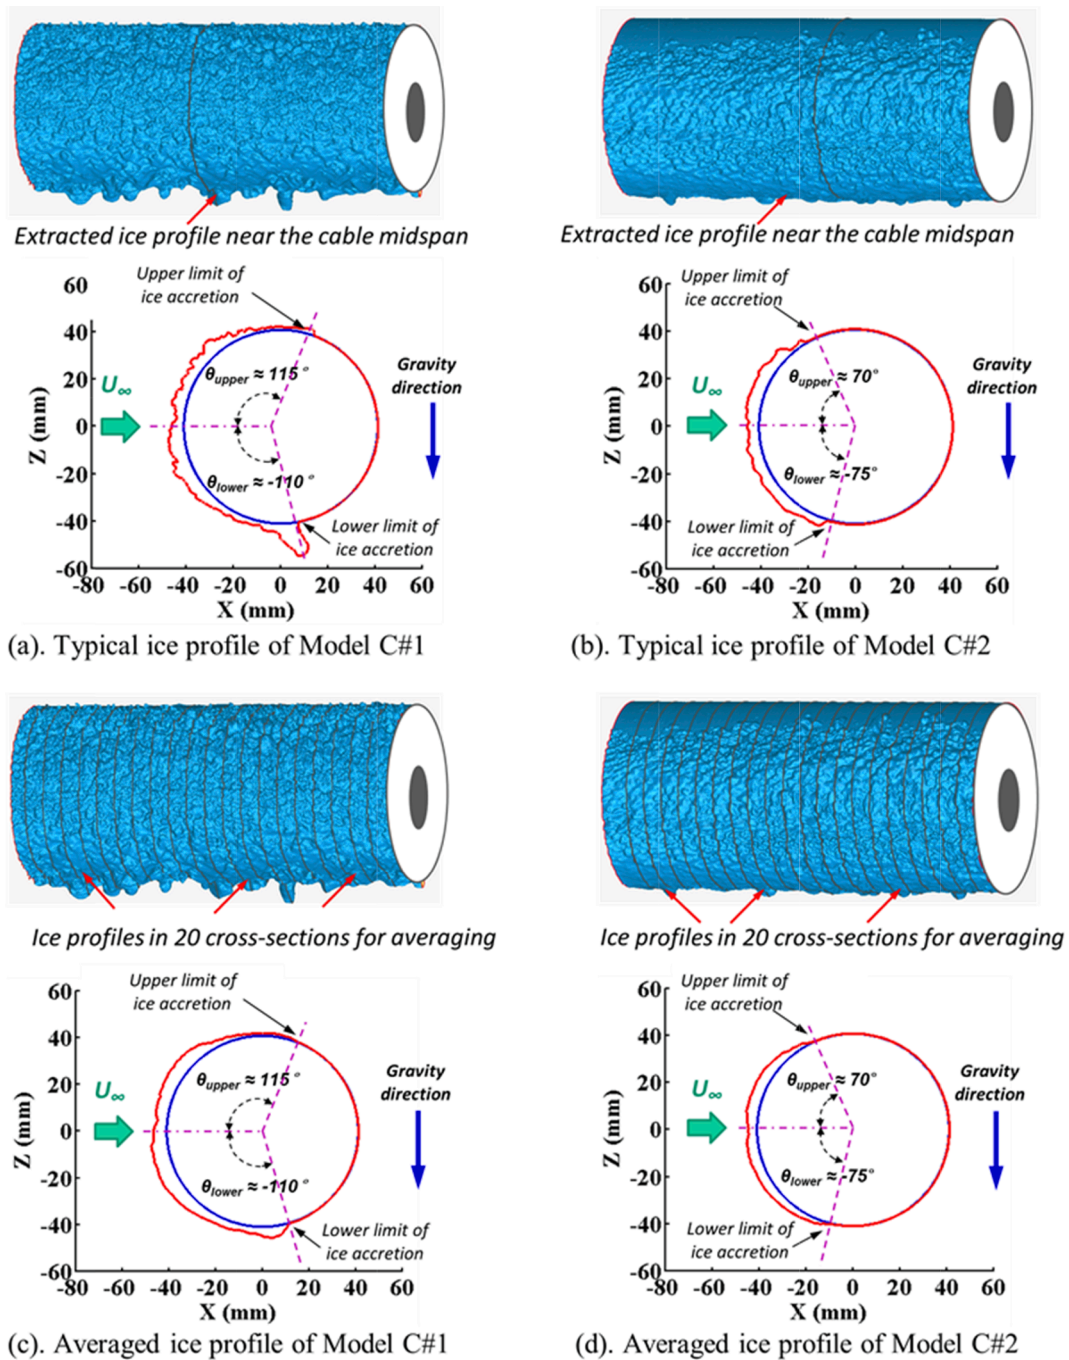 Extracted ice profile near the cable midspan
Upper limit of
ice accretion
60
40
20
0
-20
-40
-60
Z (mm)
U∞
θupper ≈ 115°
θlower ≈ -110°
Gravity
direction
Lower limit of
ice accretion
-80 -60 -40 -20 0 20 40 60
X (mm)
(a). Typical ice profile of Model C#1
Extracted ice profile near the cable midspan
Upper limit of
ice accretion
60
40
20
0
-20
-40
-60
Z (mm)
U∞
θupper ≈ 70°
θlower ≈ -75°
Gravity
direction
Lower limit of
ice accretion
-80 -60 -40 -20 0 20 40 60
X (mm)
(b). Typical ice profile of Model C#2
Ice profiles in 20 cross-sections for averaging
Upper limit of
ice accretion
60
40
20
0
-20
-40
-60
Z (mm)
U∞
θupper ≈ 115°
θlower ≈ -110°
Gravity
direction
Lower limit of
ice accretion
-80 -60 -40 -20 0 20 40 60
X (mm)
(c). Averaged ice profile of Model C#1
Ice profiles in 20 cross-sections for averaging
Upper limit of
ice accretion
60
40
20
0
-20
-40
-60
Z (mm)
U∞
θupper ≈ 70°
θlower ≈ -75°
Gravity
direction
Lower limit of
ice accretion
-80 -60 -40 -20 0 20 40 60
X (mm)
(d). Averaged ice profile of Model C#2